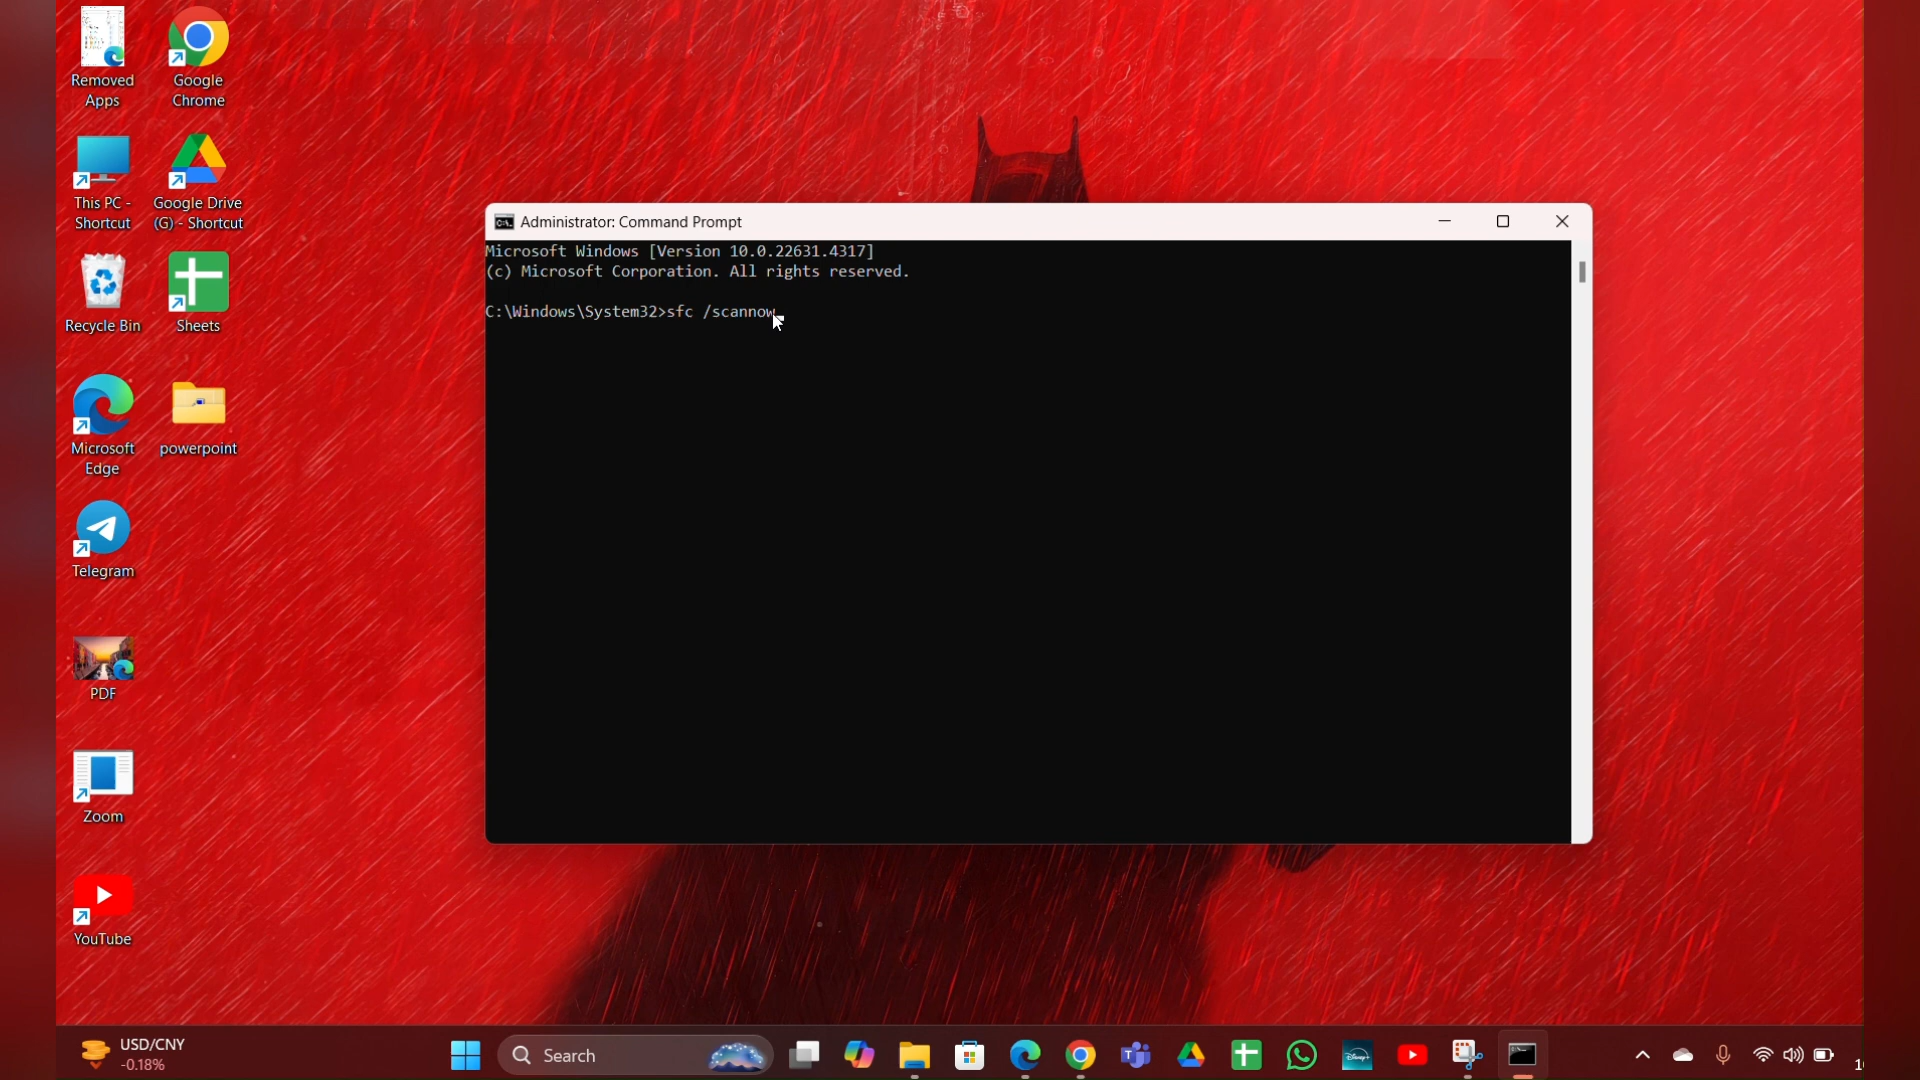 Removed
Apps
Google
Chrome
This PC -
Shortcut
Google Drive
(G) - Shortcut
Recycle Bin
Sheets
Microsoft
Edge
powerpoint
Telegram
PDF
Zoom
YouTube
Administrator: Command Prompt
Microsoft Windows [Version 10.0.22631.4317]
(c) Microsoft Corporation. All rights reserved.
C:\Windows\System32>sfc /scannow
USD/CNY
-0.18%
Search
Disney+